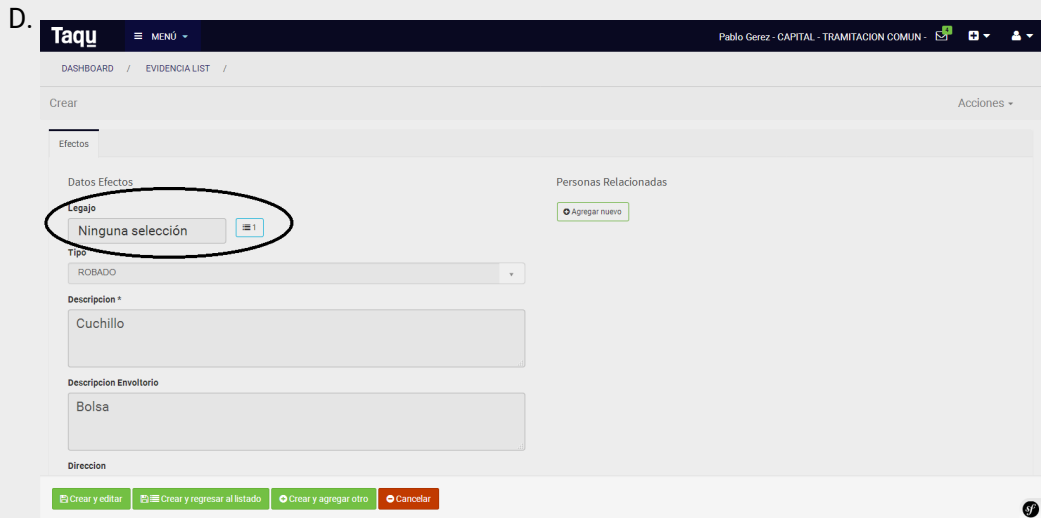 D.
Taqu MENÚ Pablo Gerez - CAPITAL - TRAMITACION COMUN - 4
DASHBOARD / EVIDENCIA LIST /
Crear Acciones
Efectos
Datos Efectos Personas Relacionadas
Legajo
Agregar nuevo
Ninguna selección 1
Tipo
ROBADO
Descripcion *
Cuchillo
Descripcion Envoltorio
Bolsa
Direccion
Crear y editar Crear y regresar al listado Crear y agregar otro Cancelar
sf